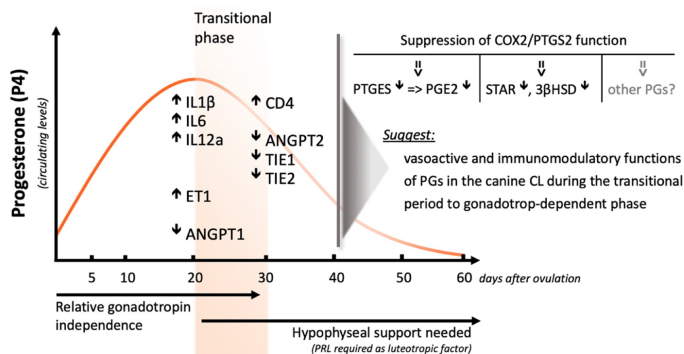 Transitional
phase
Progesterone (P4)
(circulating levels)
↑ IL1β
↑ IL6
↑ IL12a
↑ ET1
↓ ANGPT1
↑ CD4
↓ ANGPT2
↓ TIE1
↓ TIE2
Suppression of COX2/PTGS2 function
⇓ ⇓ ⇓
PTGES ↓ => PGE2 ↓ STAR ↓, 3βHSD ↓ other PGs?
Suggest:
vasoactive and immunomodulatory functions
of PGs in the canine CL during the transitional
period to gonadotrop-dependent phase
5 10 20 30 40 50 60 days after ovulation
Relative gonadotropin
independence
Hypophyseal support needed
(PRL required as luteotropic factor)